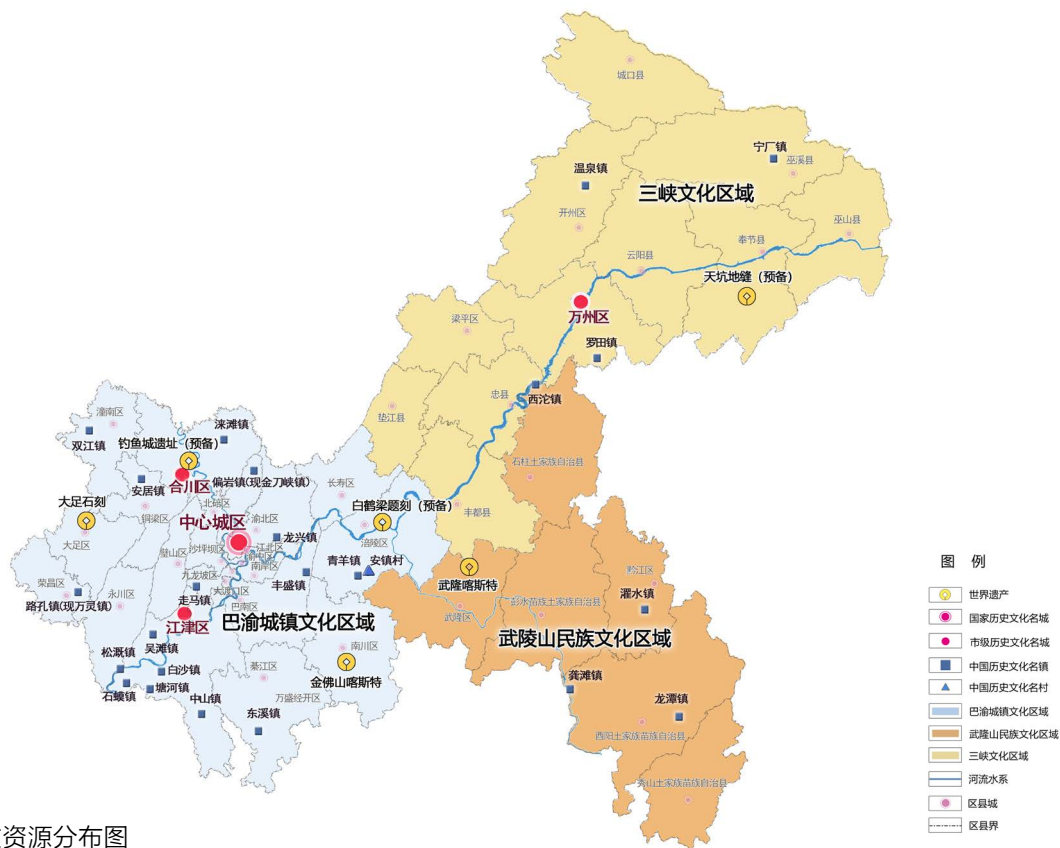 城口县
宁厂镇
巫溪县
温泉镇
三峡文化区域
开州区
巫山县
奉节县
云阳县
天坑地缝（预备）
万州区
梁平区
罗田镇
忠县
西沱镇
垫江县
潼南区
涞滩镇
双江镇
钓鱼城遗址（预备）
石柱土家族自治县
偏岩镇(现金刀峡镇)
合川区
安居镇
长寿区
大足石刻
北碚区
白鹤梁题刻（预备）
铜梁区
丰都县
中心城区
渝北区
涪陵区
大足区
龙兴镇
沙坪坝区
江北区
渝中区
璧山区
南岸区
青羊镇
安镇村
九龙坡区
丰盛镇
武隆喀斯特
黔江区
荣昌区
大渡口区
走马镇
路孔镇(现万灵镇)
永川区
巴南区
濯水镇
彭水苗族土家族自治县
武隆区
江津区
巴渝城镇文化区域
武陵山民族文化区域
吴滩镇
南川区
松溉镇
白沙镇
綦江区
金佛山喀斯特
龚滩镇
石蟆镇
塘河镇
中山镇
万盛经开区
龙潭镇
东溪镇
酉阳土家族苗族自治县
秀山土家族苗族自治县
图 例
世界遗产
国家历史文化名城
市级历史文化名城
中国历史文化名镇
中国历史文化名村
巴渝城镇文化区域
武隆山民族文化区域
三峡文化区域
河流水系
区县城
区县界
资源分布图